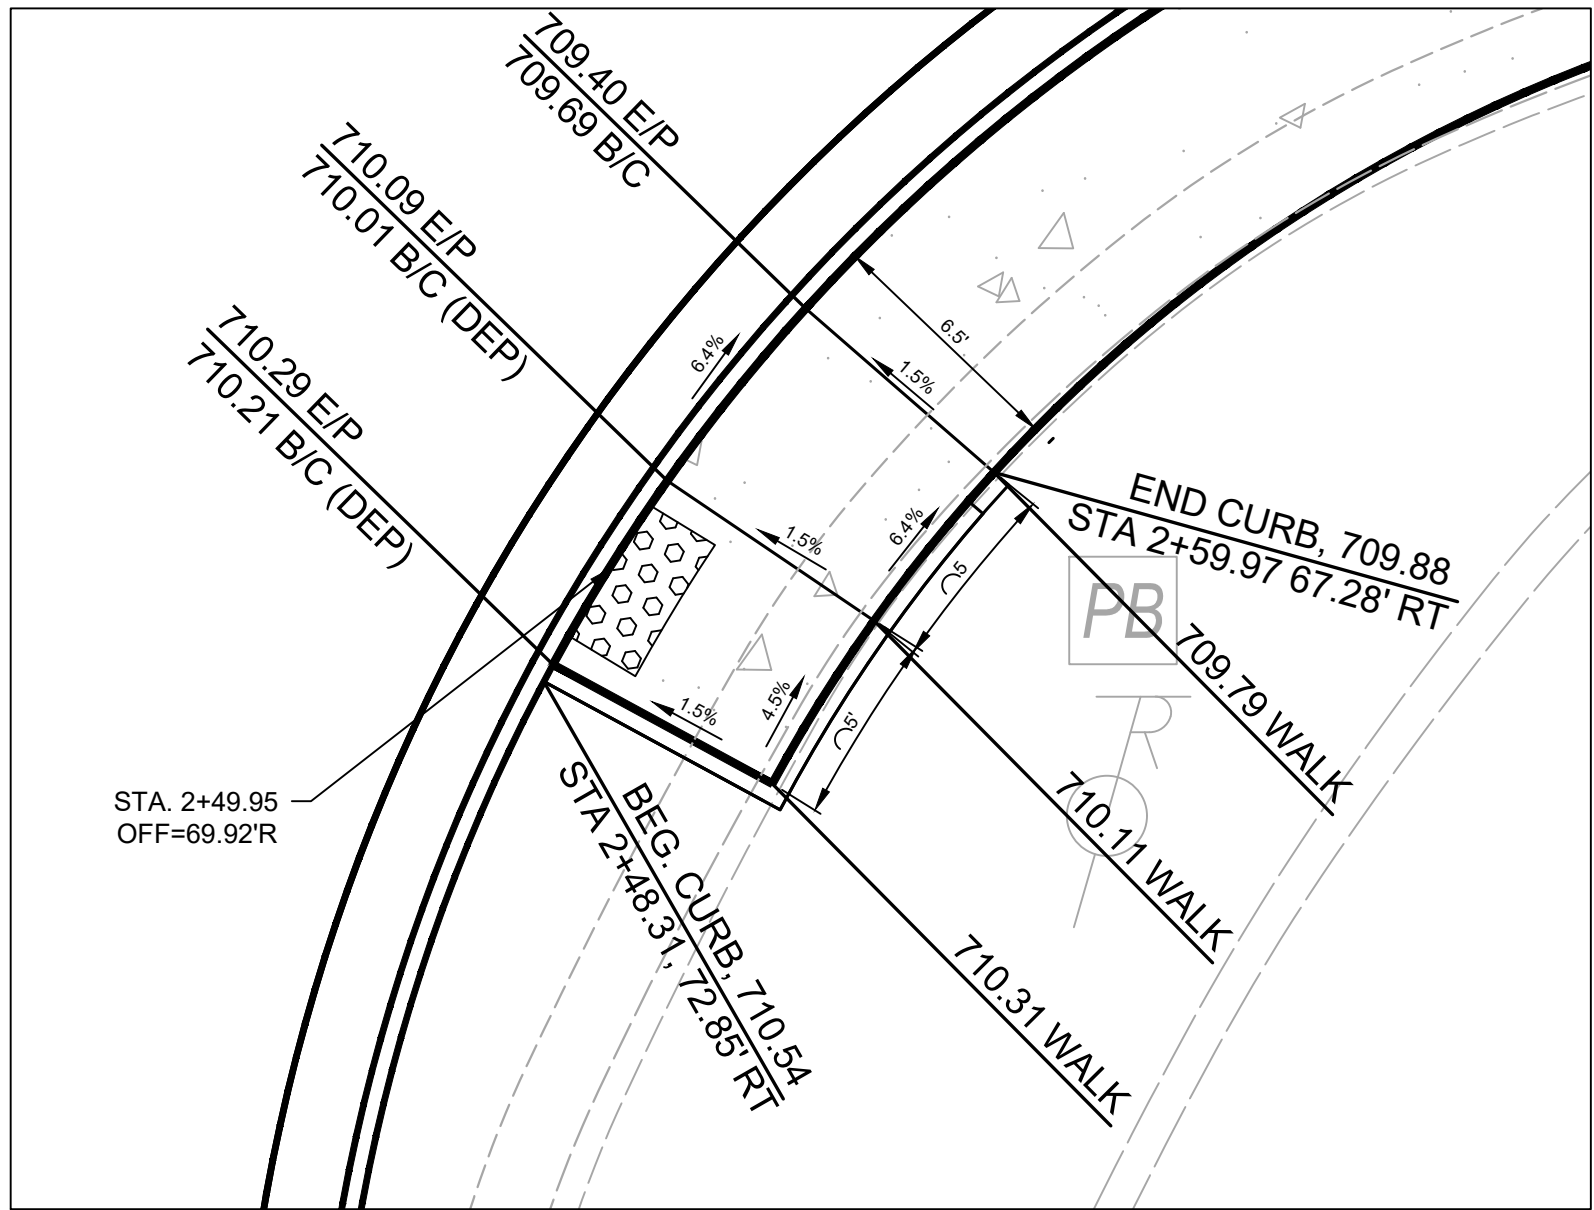 709.40 E/P
709.69 B/C
710.09 E/P
710.01 B/C (DEP)
710.29 E/P
710.21 B/C (DEP)
6.4%
6.5'
1.5%
END CURB, 709.88
STA 2+59.97 67.28' RT
6.4%
1.5%
5
PB
709.79 WALK
4.5%
1.5%
5'
R
710.11 WALK
STA. 2+49.95
OFF=69.92'R
BEG. CURB, 710.54
STA 2+48.31, 72.85' RT
710.31 WALK